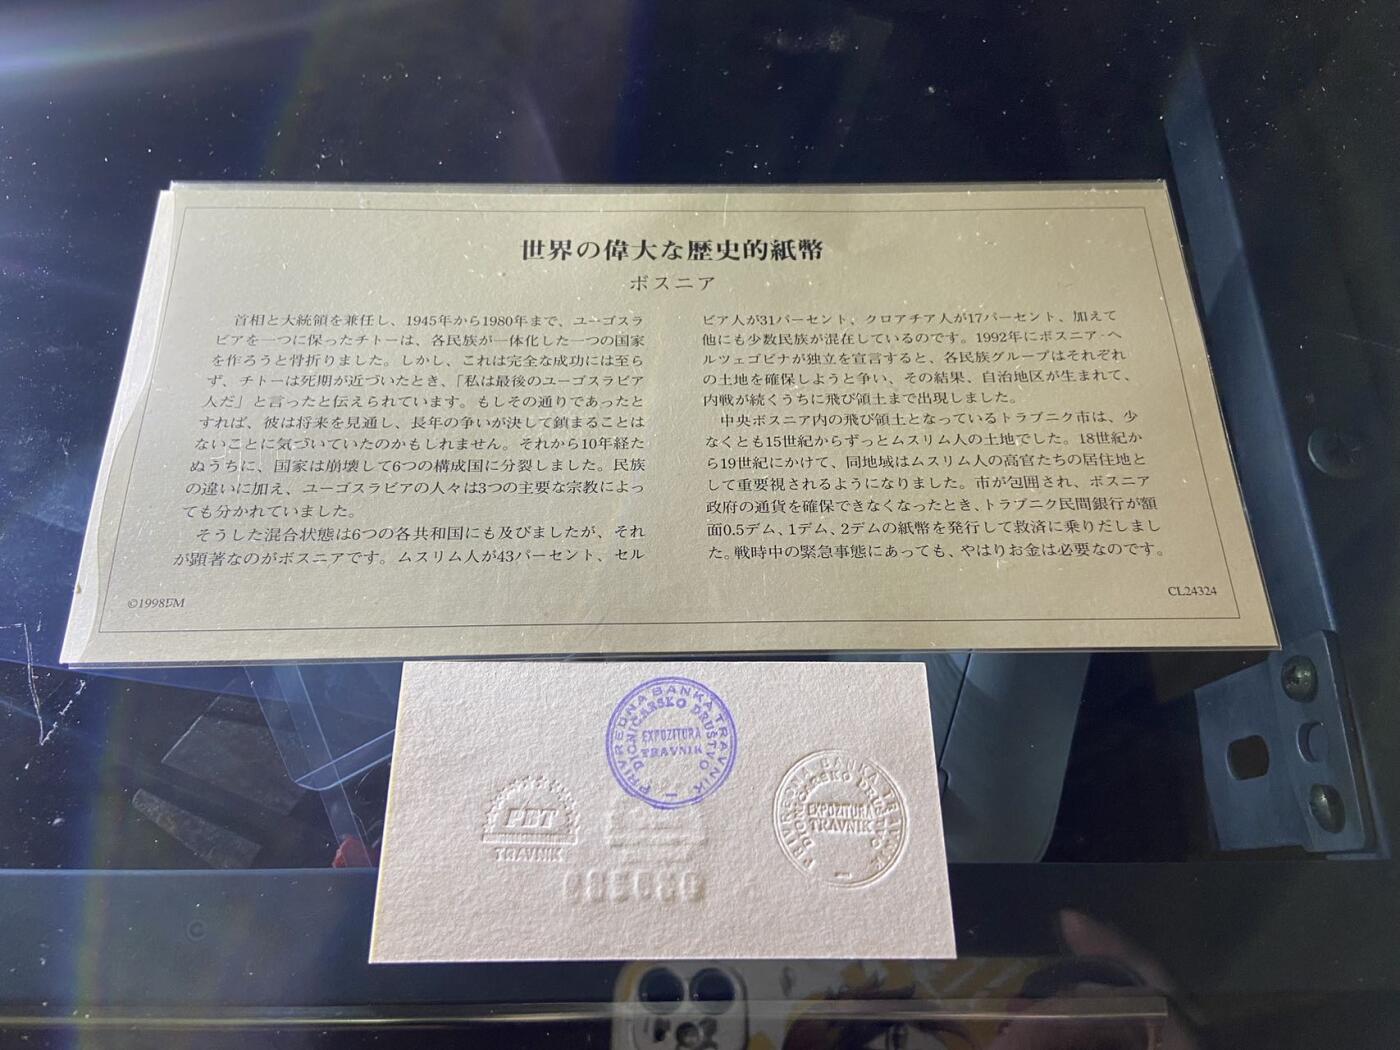 世界の偉大な歴史的紙幣
ボスニア
首相と大統領を兼任し、1945年から1980年まで、ユーゴスラ
ビアを一つに保ったチトーは、各民族が一体化した一つの国家
を作ろうと骨折りました。しかし、これは完全な成功には至ら
ず、チトーは死期が近づいたとき、「私は最後のユーゴスラビア
人だ」と言ったと伝えられています。もしその通りであったと
すれば、彼は将来を見通し、長年の争いが決して鎮まることは
ないことに気づいていたのかもしれません。それから10年経た
ぬうちに、国家は崩壊して6つの構成国に分裂しました。民族
の違いに加え、ユーゴスラビアの人々は3つの主要な宗教によっ
ても分かれていました。
そうした混合状態は6つの各共和国にも及びましたが、それ
が顕著なのがボスニアです。ムスリム人が43パーセント、セル
ビア人が31パーセント、クロアチア人が17パーセント、加えて
他にも少数民族が混在しているのです。1992年にボスニア-ヘ
ルツェゴビナが独立を宣言すると、各民族グループはそれぞれ
の土地を確保しようと争い、その結果、自治地区が生まれて、
内戦が続くうちに飛び領土まで出現しました。
中央ボスニア内の飛び領土となっているトラブニク市は、少
なくとも15世紀からずっとムスリム人の土地でした。18世紀か
ら19世紀にかけて、同地域はムスリム人の高官たちの居住地と
して重要視されるようになりました。市が包囲され、ボスニア
政府の通貨を確保できなくなったとき、トラブニク民間銀行が額
面0.5デム、1デム、2デムの紙幣を発行して救済に乗りだしまし
た。戦時中の緊急事態にあっても、やはりお金は必要なのです。
©1998FM
CL24324
PRIVREDNA BANKA TRAVNIK
DIONIČARSKO DRUŠTVO
EXPOZITURA
TRAVNIK
PBT
TRAVNIK
PRIVREDNA BANKA TRAVNIK
DIONIČARSKO DRUŠTVO
EXPOZITURA
TRAVNIK